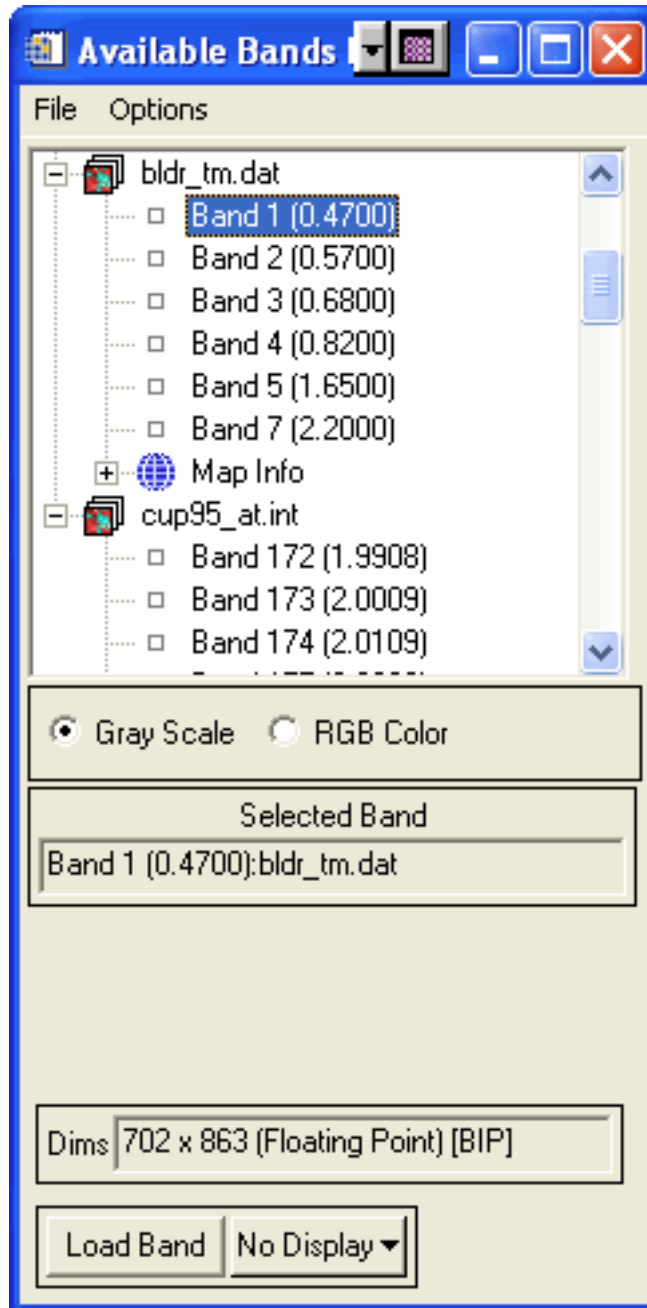 Available Bands
File Options
bldr_tm.dat
Band 1 (0.4700)
Band 2 (0.5700)
Band 3 (0.6800)
Band 4 (0.8200)
Band 5 (1.6500)
Band 7 (2.2000)
Map Info
cup95_at.int
Band 172 (1.9908)
Band 173 (2.0009)
Band 174 (2.0109)
Gray Scale RGB Color
Selected Band
Band 1 (0.4700):bldr_tm.dat
Dims 702 x 863 (Floating Point) [BIP]
Load Band No Display